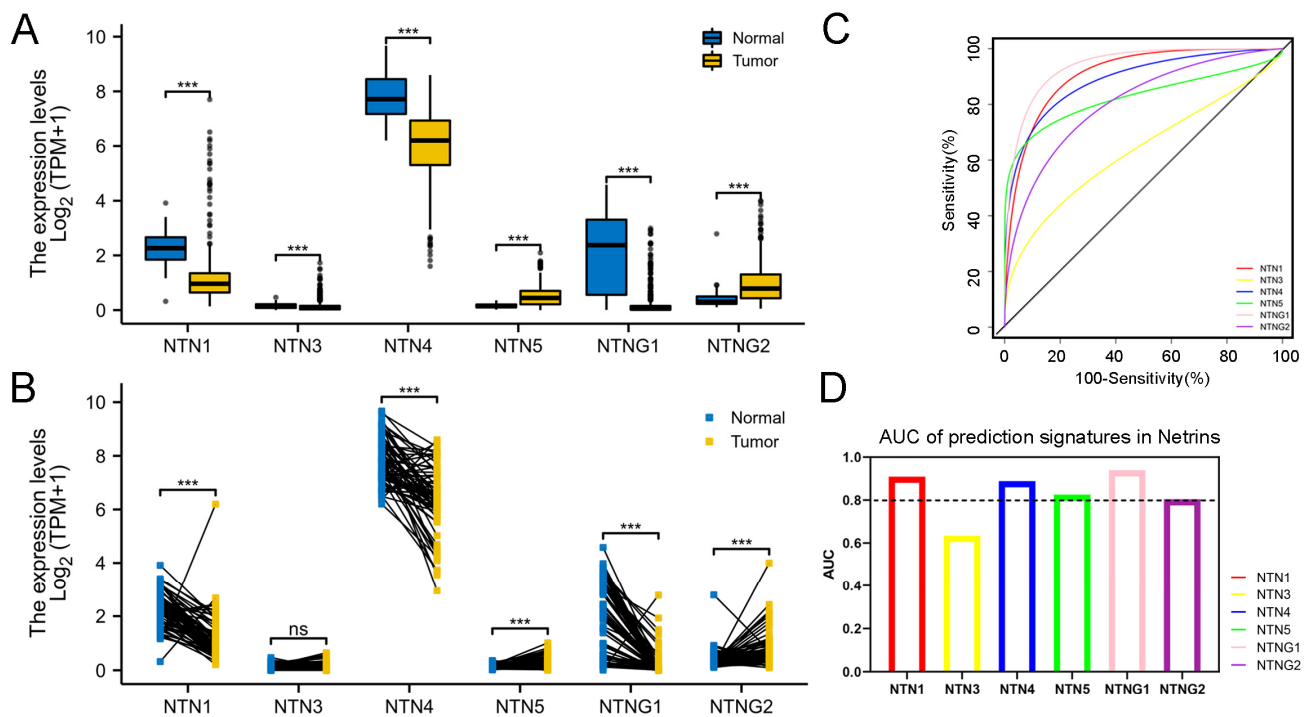 A
The expression levels
Log2 (TPM+1)
10
8
6
4
2
0
***
***
***
***
***
***
Normal
Tumor
NTN1
NTN3
NTN4
NTN5
NTNG1
NTNG2
B
The expression levels
Log2 (TPM+1)
10
8
6
4
2
0
***
ns
***
***
***
***
Normal
Tumor
NTN1
NTN3
NTN4
NTN5
NTNG1
NTNG2
C
Sensitivity(%)
100
80
60
40
20
0
NTN1
NTN3
NTN4
NTN5
NTNG1
NTNG2
0
20
40
60
80
100
100-Sensitivity(%)
D
AUC of prediction signatures in Netrins
AUC
1.0
0.8
0.6
0.4
0.2
0.0
NTN1
NTN3
NTN4
NTN5
NTNG1
NTNG2
NTN1
NTN3
NTN4
NTN5
NTNG1
NTNG2